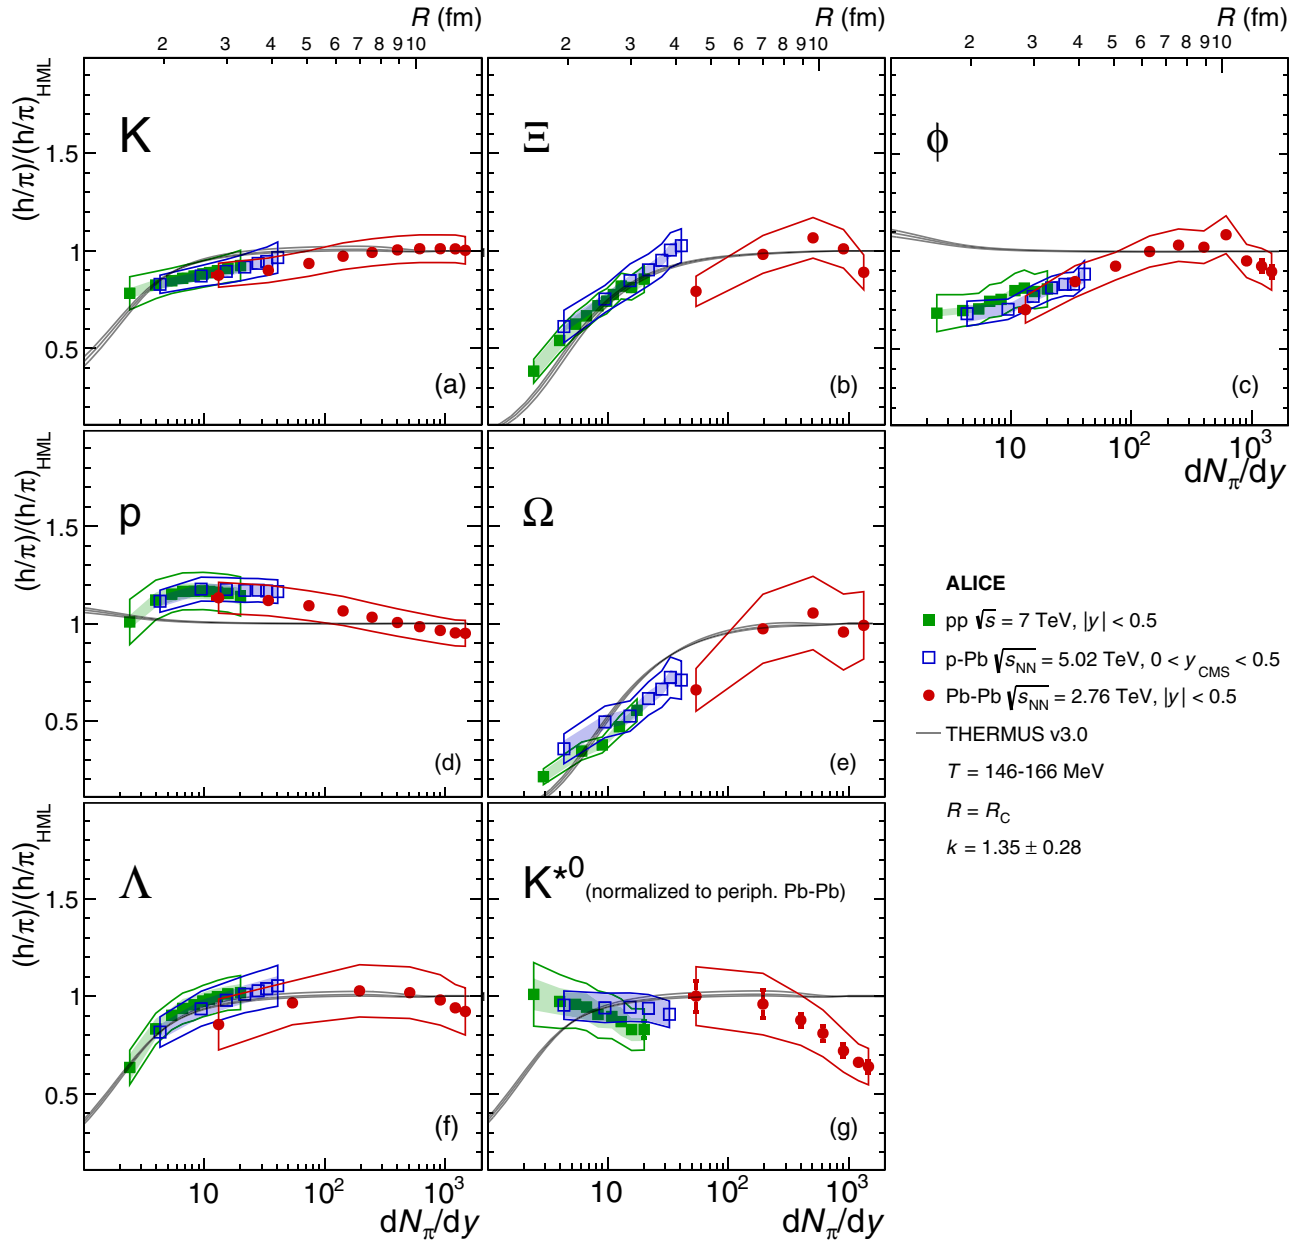 R (fm) R (fm) R (fm)
2 3 4 5 6 7 8 9 10 2 3 4 5 6 7 8 9 10 2 3 4 5 6 7 8 9 10
(h/π)/(h/π)HML
K Ξ ϕ
1.5
1
0.5
(a) (b) (c)
10 10² 10³
dNπ/dy
(h/π)/(h/π)HML
p Ω
1.5
1
0.5
(d) (e)
ALICE
pp √s = 7 TeV, |y| < 0.5
p-Pb √sNN = 5.02 TeV, 0 < yCMS < 0.5
Pb-Pb √sNN = 2.76 TeV, |y| < 0.5
THERMUS v3.0
T = 146-166 MeV
R = RC
k = 1.35 ± 0.28
(h/π)/(h/π)HML
Λ K*0 (normalized to periph. Pb-Pb)
1.5
1
0.5
(f) (g)
10 10² 10³ 10 10² 10³
dNπ/dy dNπ/dy